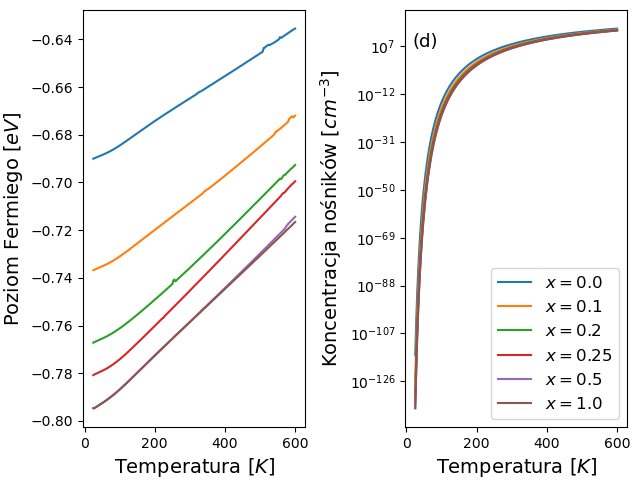 Poziom Fermiego [eV]
−0.64
−0.66
−0.68
−0.70
−0.72
−0.74
−0.76
−0.78
−0.80
0
200
400
600
Temperatura [K]
(d)
Koncentracja nośników [cm⁻³]
10⁷
10⁻¹²
10⁻³¹
10⁻⁵⁰
10⁻⁶⁹
10⁻⁸⁸
10⁻¹⁰⁷
10⁻¹²⁶
x = 0.0
x = 0.1
x = 0.2
x = 0.25
x = 0.5
x = 1.0
0
200
400
600
Temperatura [K]